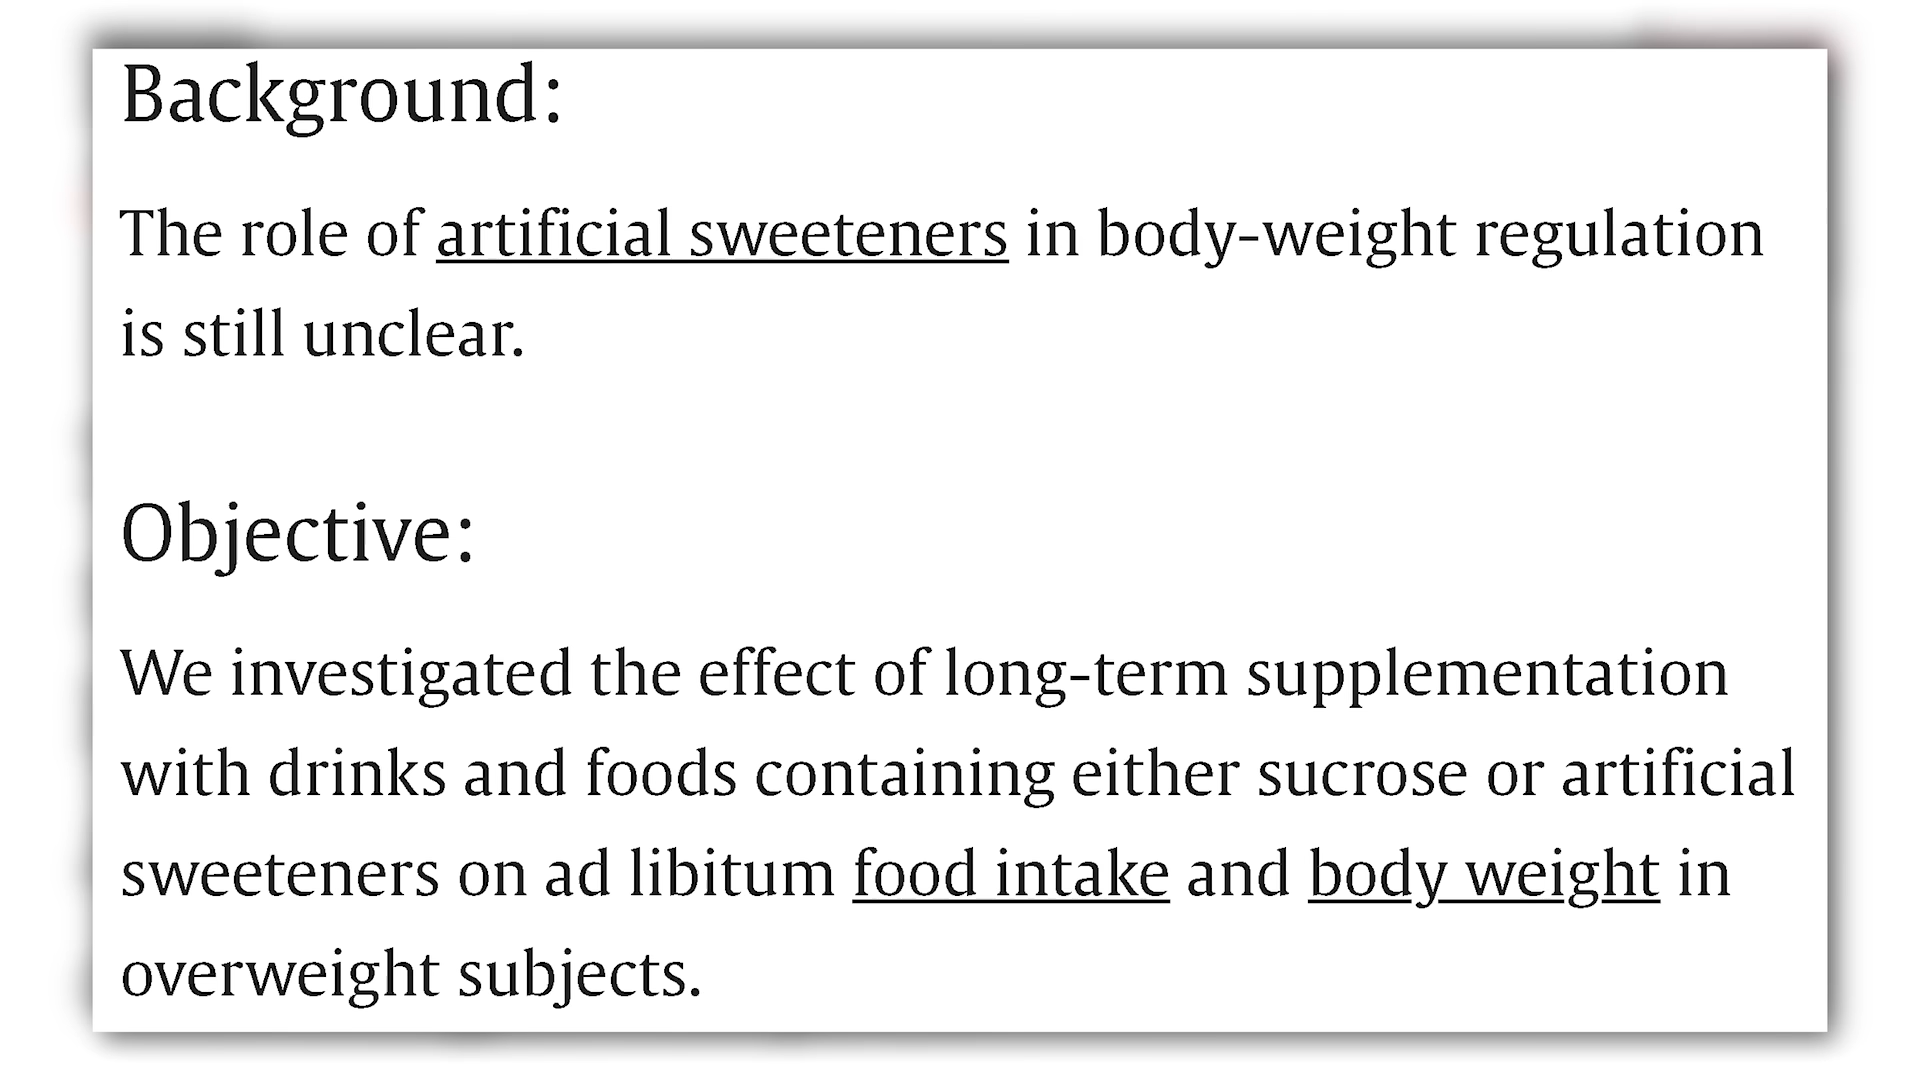 Background:
The role of artificial sweeteners in body-weight regulation
is still unclear.
Objective:
We investigated the effect of long-term supplementation
with drinks and foods containing either sucrose or artificial
sweeteners on ad libitum food intake and body weight in
overweight subjects.